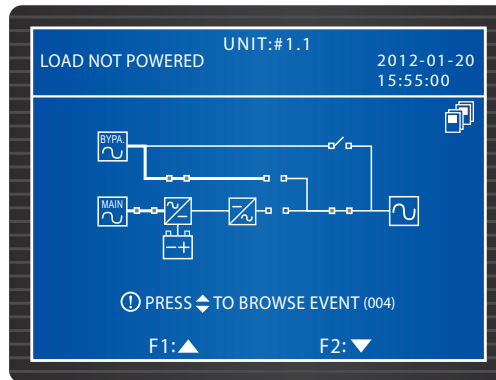 UNIT:#1.1
LOAD NOT POWERED
2012-01-20
15:55:00
BYPA.
MAIN
PRESS TO BROWSE EVENT (004)
F1: F2: